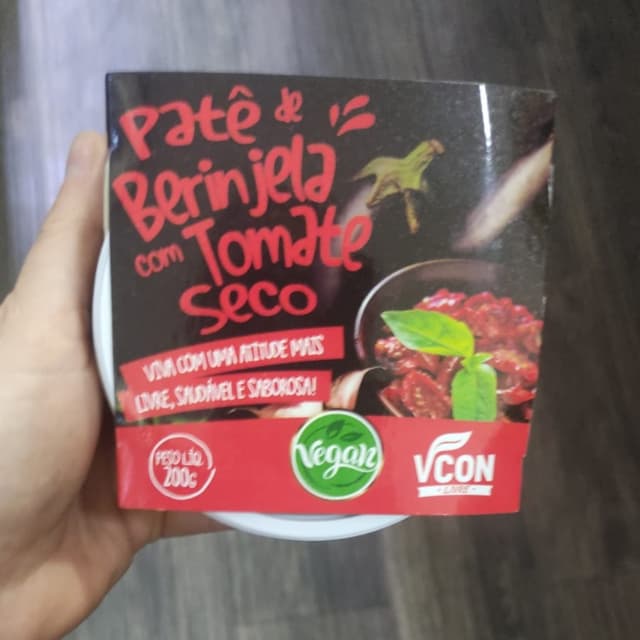 Patê de
Berinjela
com Tomate
seco
VIVA COM UMA ATITUDE MAIS
LIVRE, SAUDÁVEL E SABOROSA!
PESO LÍQ.
200G
Vegan
VCON
LIVRE